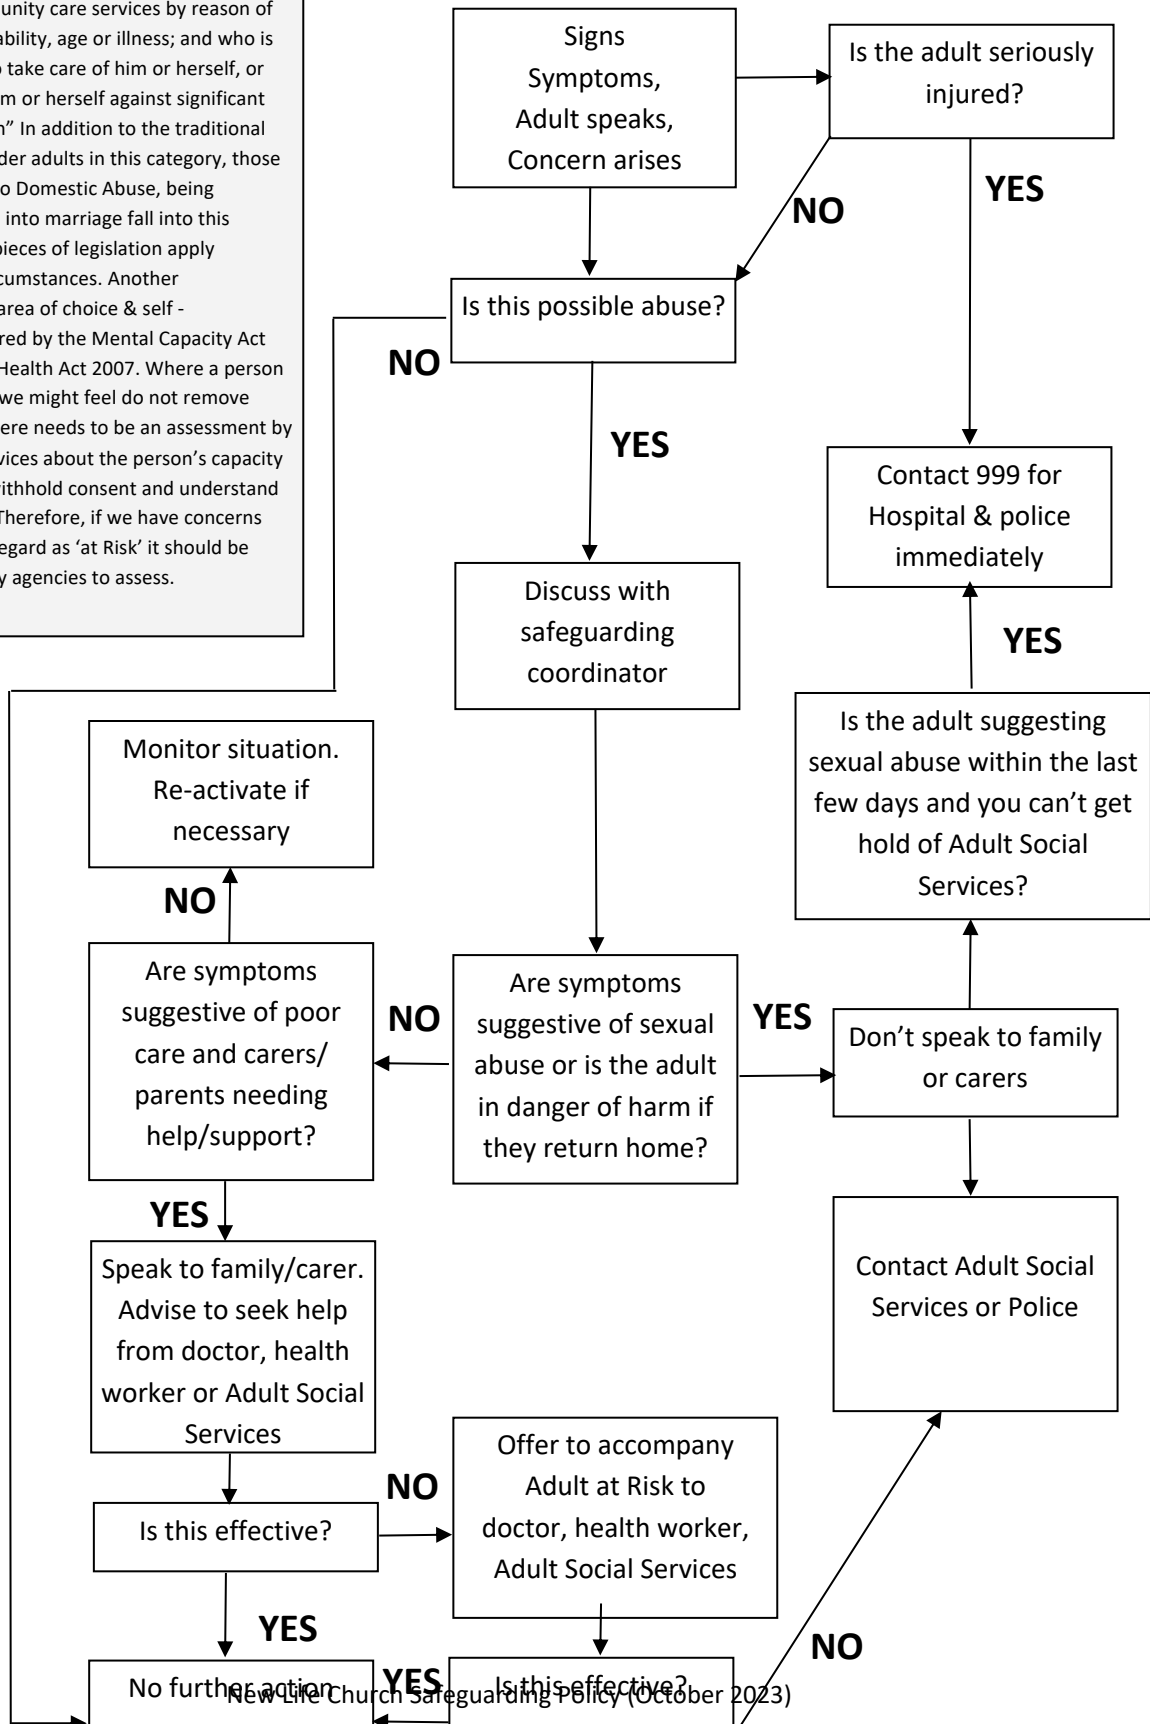 unity care services by reason of
ability, age or illness; and who is
take care of him or herself, or
m or herself against significant
” In addition to the traditional
der adults in this category, those
o Domestic Abuse, being
into marriage fall into this
pieces of legislation apply
cumstances. Another
area of choice & self -
red by the Mental Capacity Act
Health Act 2007. Where a person
we might feel do not remove
ere needs to be an assessment by
vices about the person’s capacity
withhold consent and understand
Therefore, if we have concerns
egard as ‘at Risk’ it should be
y agencies to assess.
Signs
Symptoms,
Adult speaks,
Concern arises
Is the adult seriously
injured?
NO
YES
Is this possible abuse?
NO
YES
Contact 999 for
Hospital & police
immediately
Discuss with
safeguarding
coordinator
YES
Is the adult suggesting
sexual abuse within the last
few days and you can’t get
hold of Adult Social
Services?
Monitor situation.
Re-activate if
necessary
NO
Are symptoms
suggestive of poor
care and carers/
parents needing
help/support?
NO
Are symptoms
suggestive of sexual
abuse or is the adult
in danger of harm if
they return home?
YES
Don’t speak to family
or carers
YES
Speak to family/carer.
Advise to seek help
from doctor, health
worker or Adult Social
Services
Contact Adult Social
Services or Police
Is this effective?
NO
Offer to accompany
Adult at Risk to
doctor, health worker,
Adult Social Services
YES
NO
No further action
YES
Is this effective?
New Life Church Safeguarding Policy (October 2023)